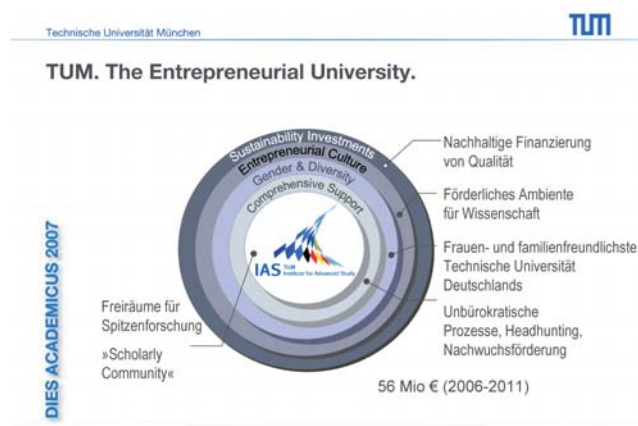 Technische Universität München
TUM
TUM. The Entrepreneurial University.
Sustainability Investments
Entrepreneurial Culture
Gender & Diversity
Comprehensive Support
IAS TUM
Institute for Advanced Study
Nachhaltige Finanzierung
von Qualität
Förderliches Ambiente
für Wissenschaft
Frauen- und familienfreundlichste
Technische Universität
Deutschlands
Unbürokratische
Prozesse, Headhunting,
Nachwuchsförderung
Freiräume für
Spitzenforschung
»Scholarly
Community«
56 Mio € (2006-2011)
DIES ACADEMICUS 2007